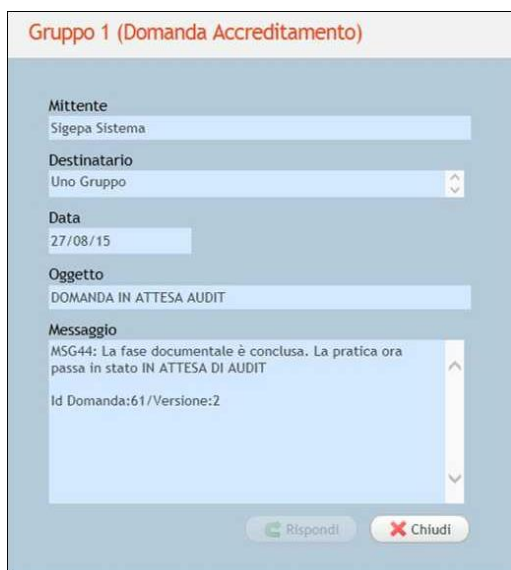 Gruppo 1 (Domanda Accreditamento)
Mittente
Sigepa Sistema
Destinatario
Uno Gruppo
Data
27/08/15
Oggetto
DOMANDA IN ATTESA AUDIT
Messaggio
MSG44: La fase documentale è conclusa. La pratica ora
passa in stato IN ATTESA DI AUDIT
Id Domanda:61/Versione:2
Rispondi
Chiudi